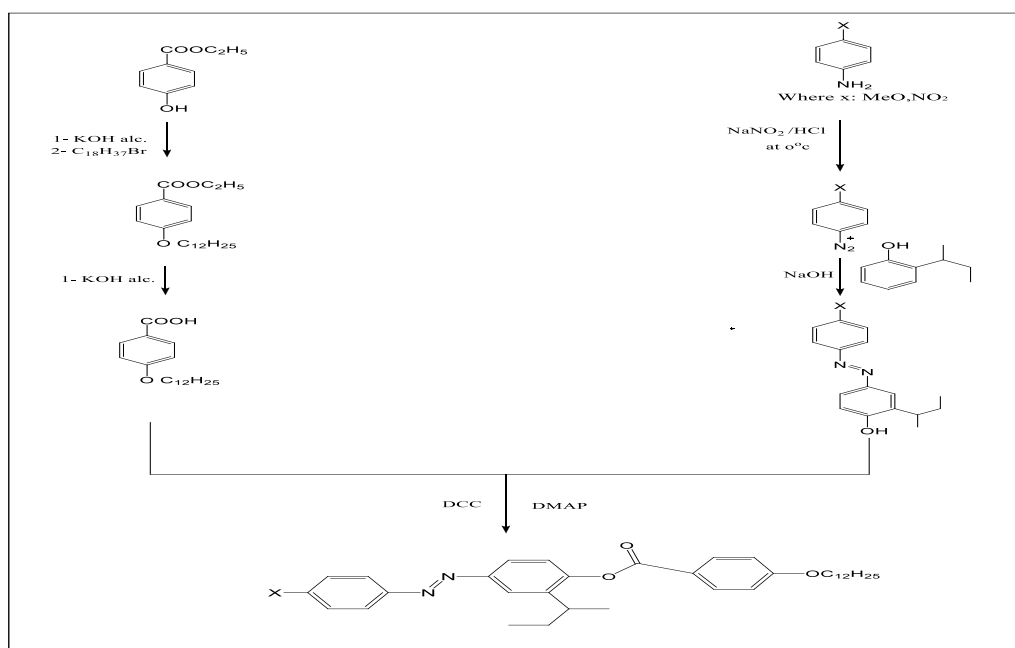 COOC₂H₅
OH
1- KOH alc.
2- C₁₈H₃₇Br
COOC₂H₅
O C₁₂H₂₅
1- KOH alc.
COOH
O C₁₂H₂₅
X
NH₂
Where x: MeO,NO₂
NaNO₂ /HCl
at o°c
X
N₂
+
OH
NaOH
X
N
N
OH
DCC
DMAP
O
N
N
O
OC₁₂H₂₅
X